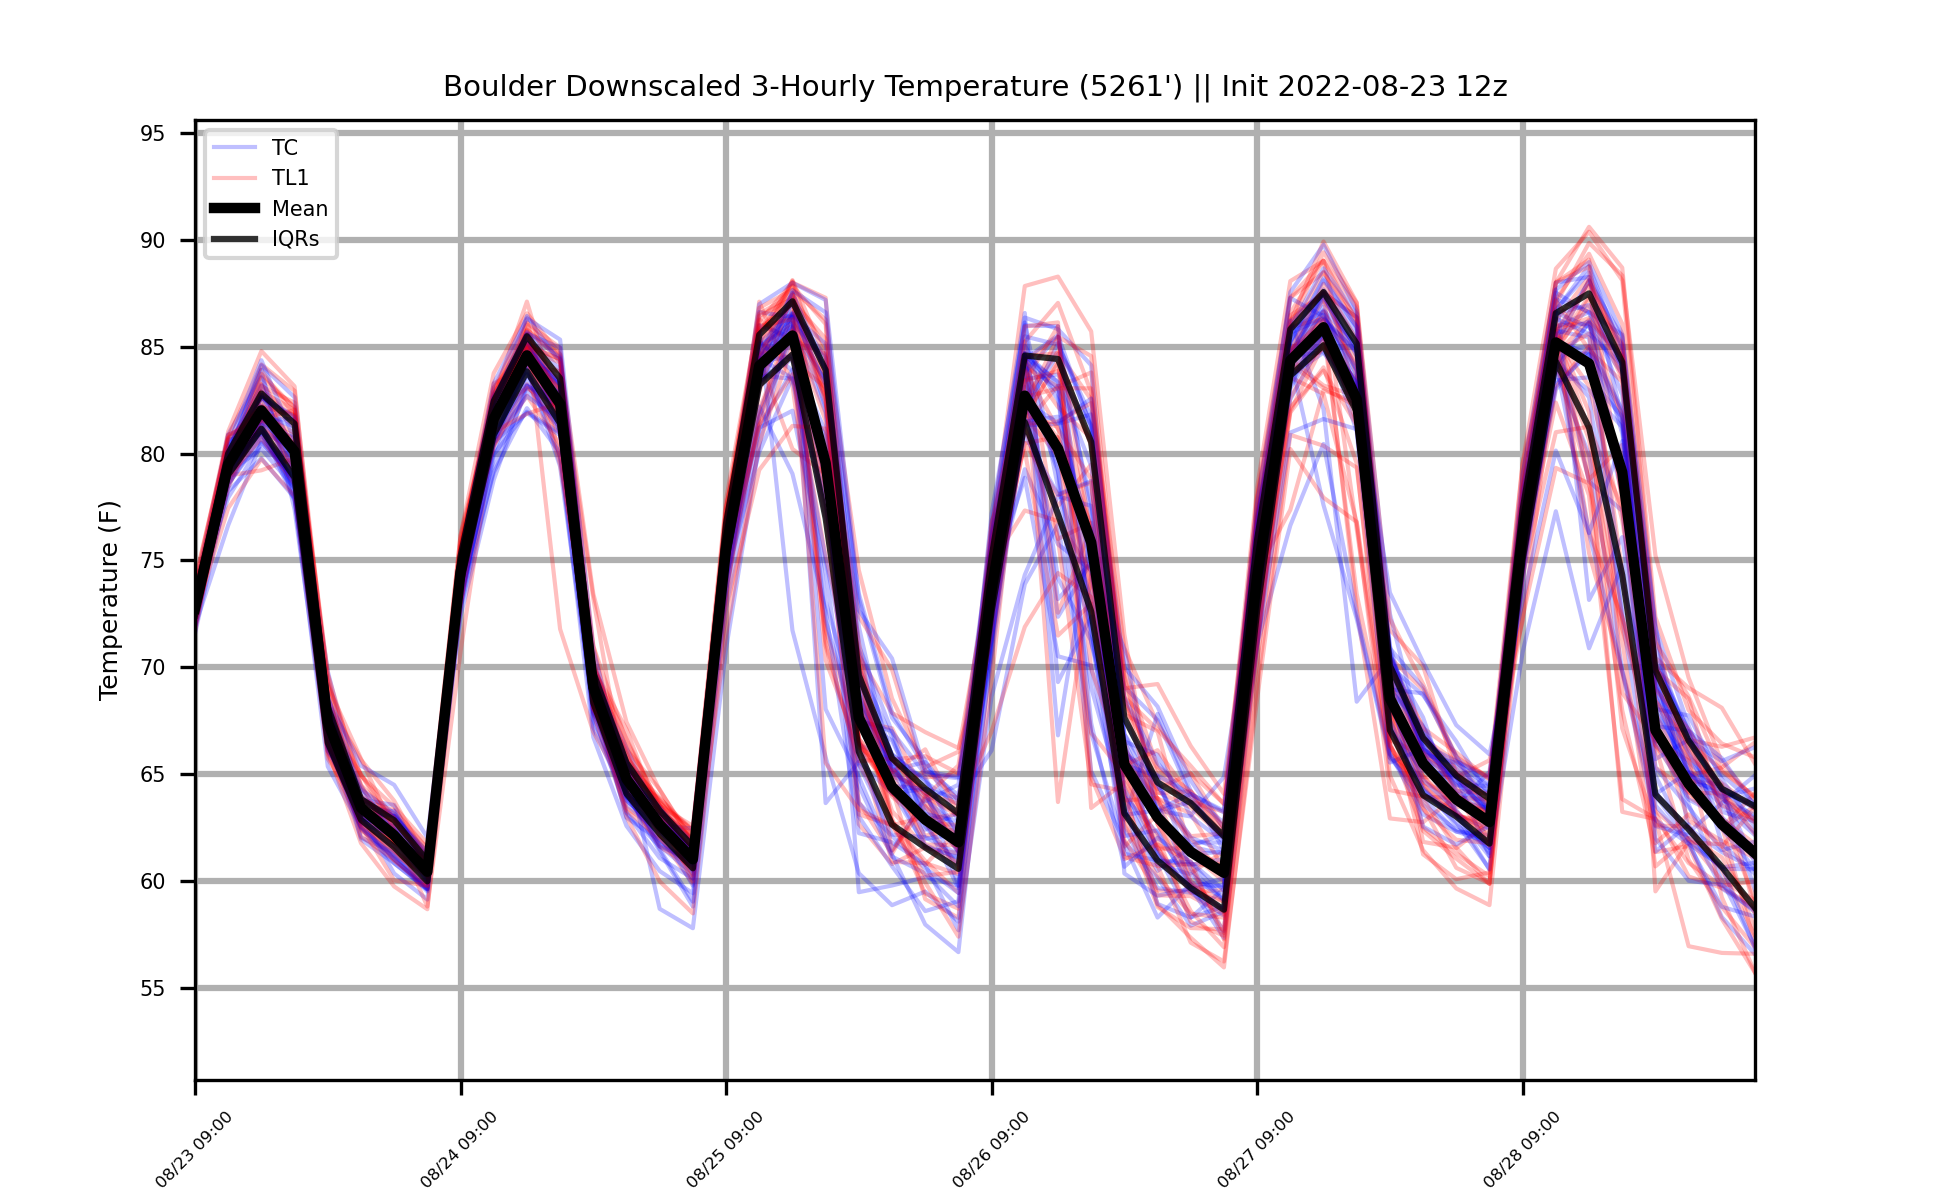 Boulder Downscaled 3-Hourly Temperature (5261') || Init 2022-08-23 12z
Temperature (F)
95
90
85
80
75
70
65
60
55
TC
TL1
Mean
IQRs
08/23 09:00
08/24 09:00
08/25 09:00
08/26 09:00
08/27 09:00
08/28 09:00